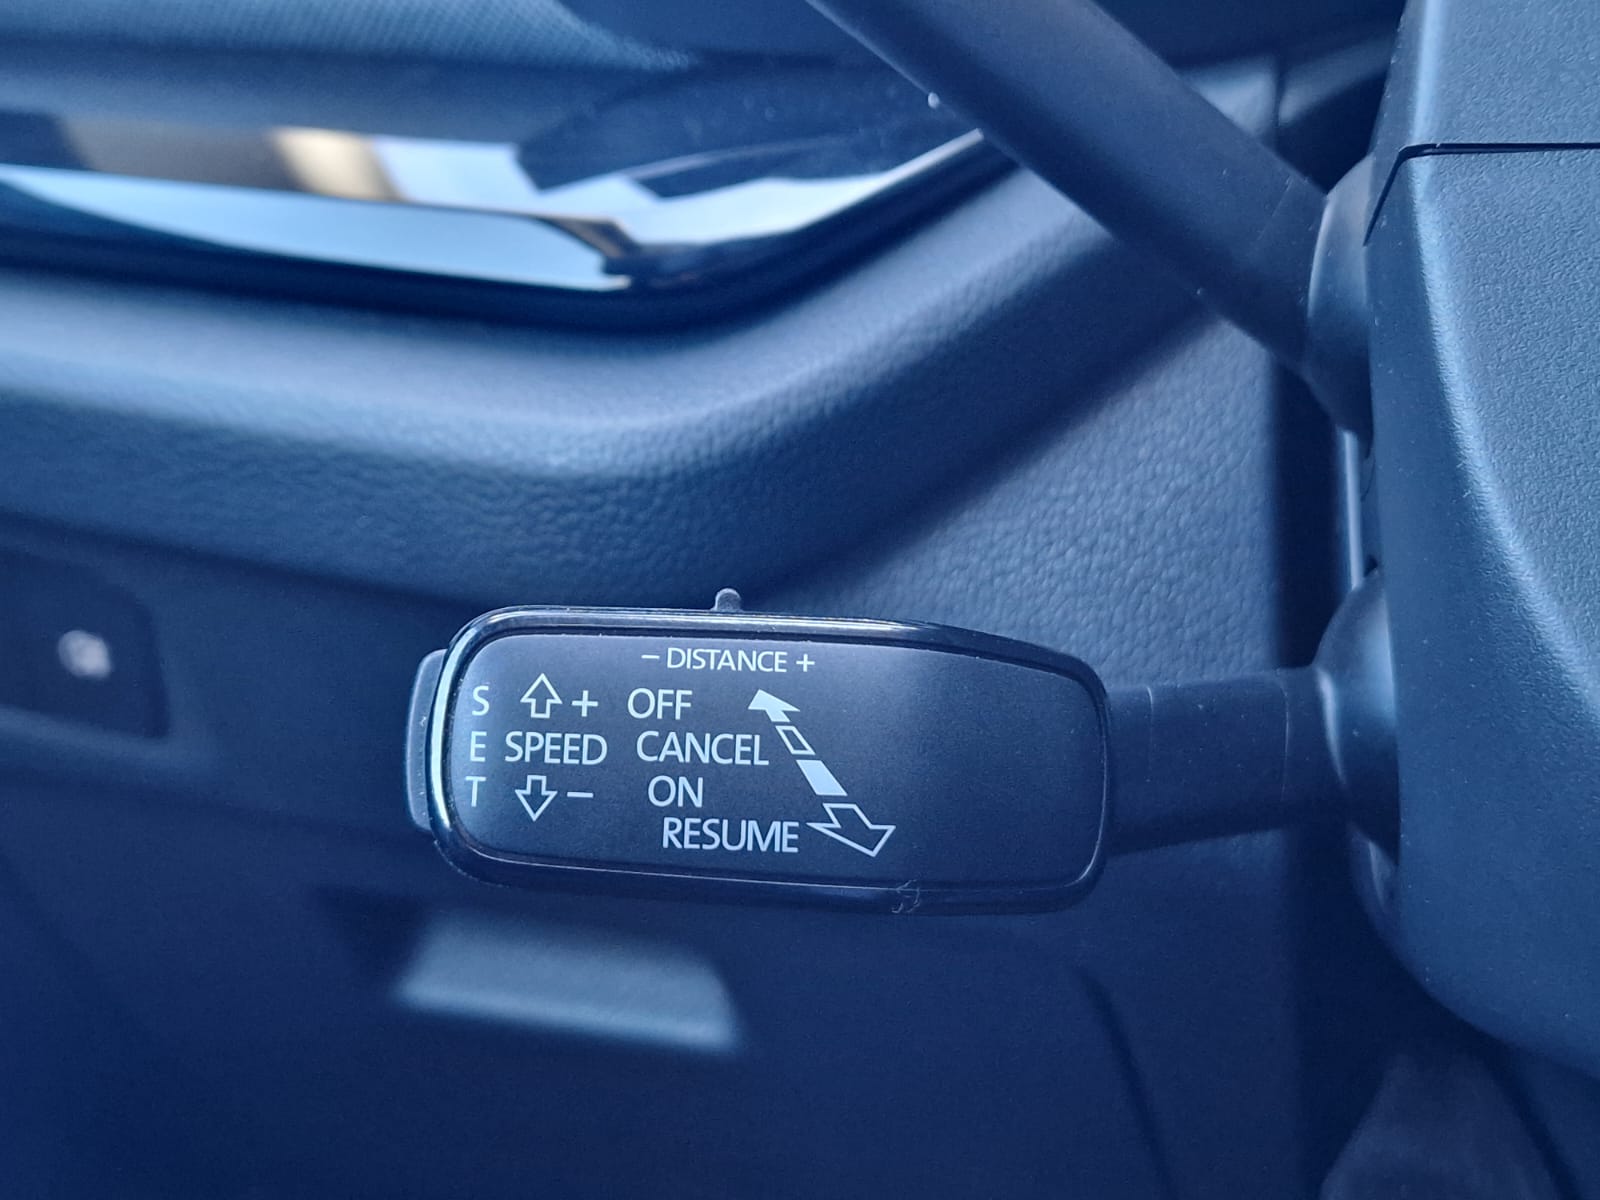 – DISTANCE +
S + OFF
E SPEED CANCEL
T – ON
RESUME